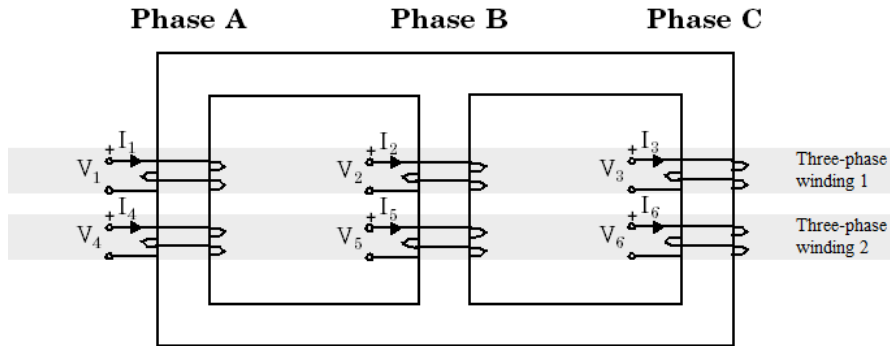 Phase A Phase B Phase C
+ I1 + I2 + I3
V1 V2 V3
Three-phase
winding 1
+ I4 + I5 + I6
V4 V5 V6
Three-phase
winding 2